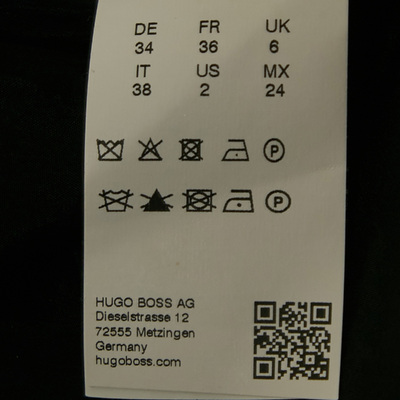 DE FR UK
34 36 6
IT US MX
38 2 24
P
P
HUGO BOSS AG
Dieselstrasse 12
72555 Metzingen
Germany
hugoboss.com